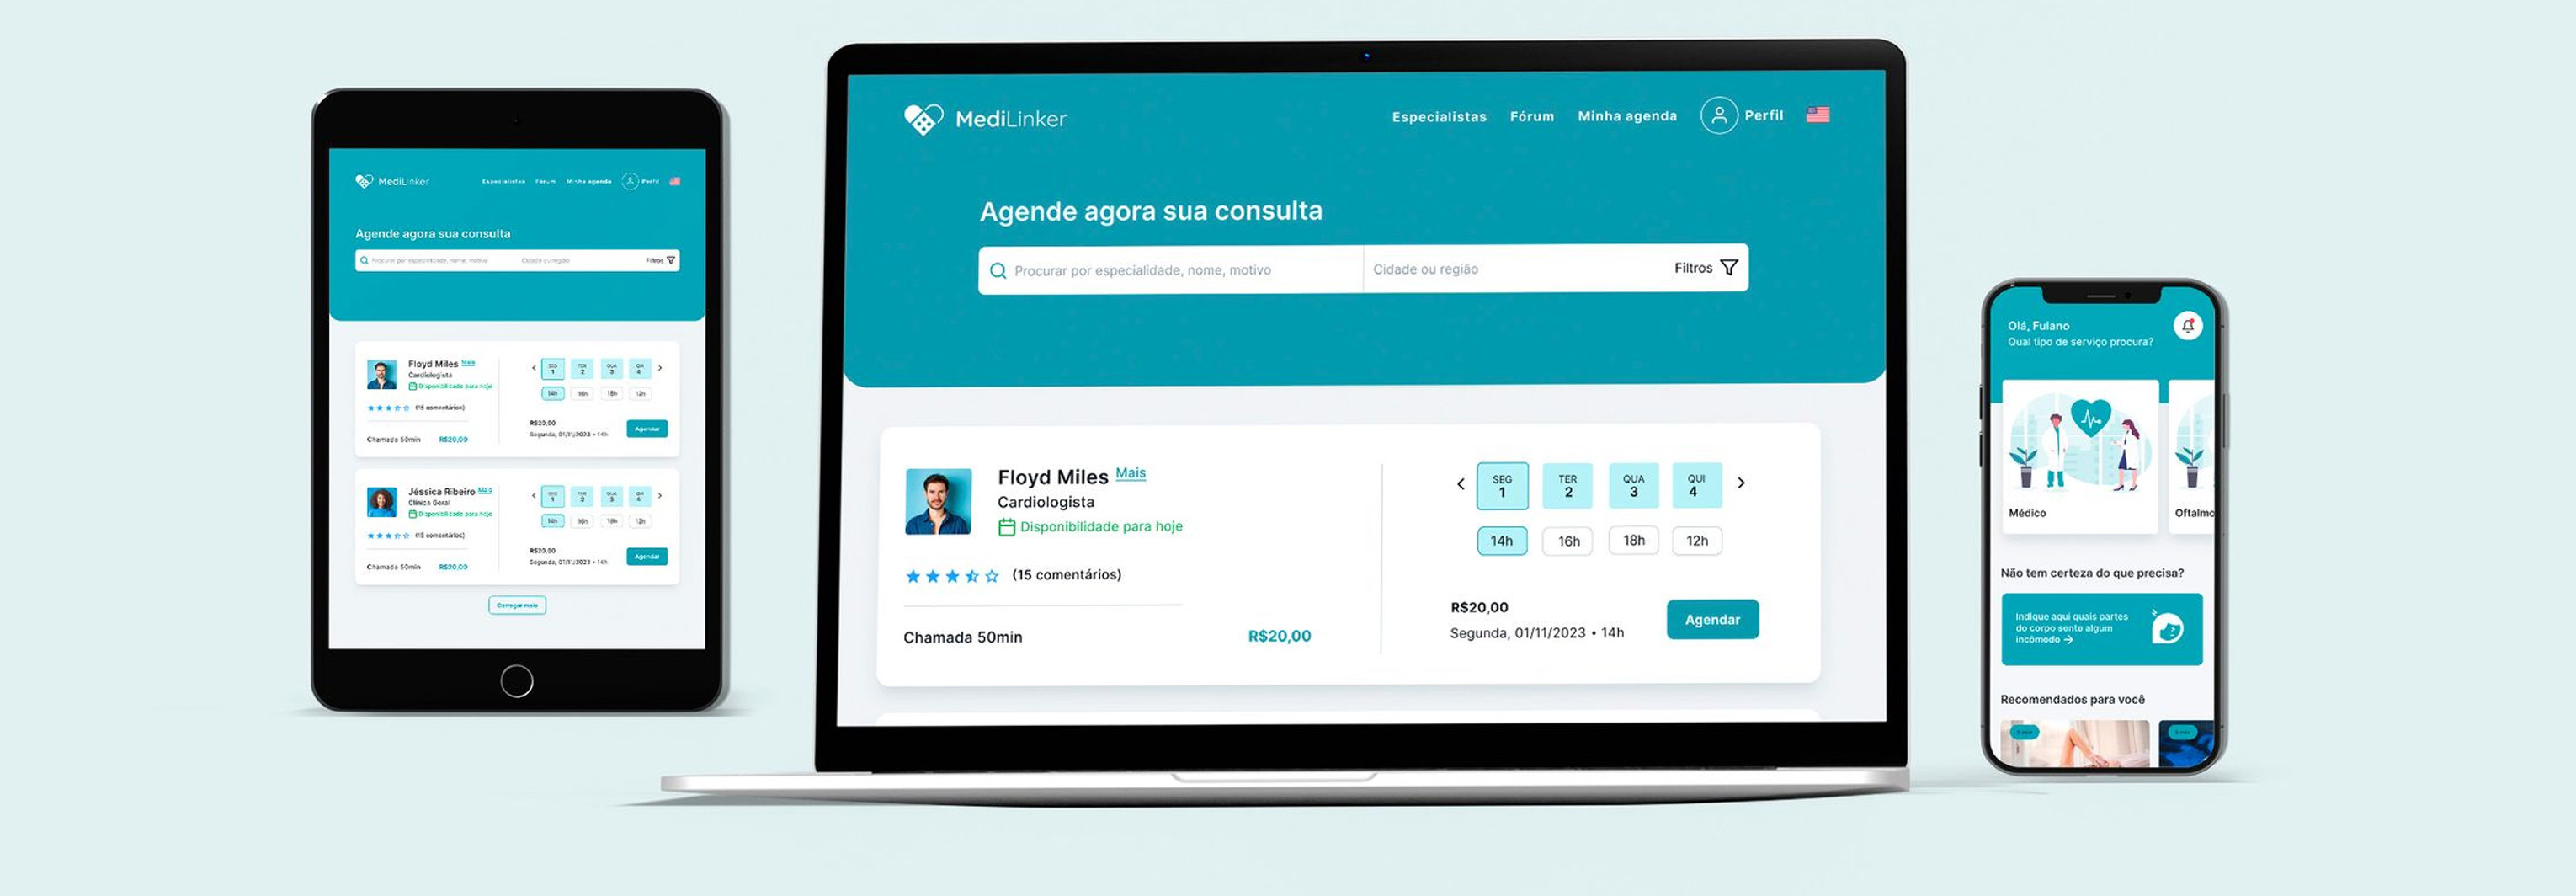 MediLinker
Especialistas Fórum Minha agenda Perfil
Agende agora sua consulta
Procurar por especialidade, nome, motivo Cidade ou região Filtros
Floyd Miles Mais
Cardiologista
Disponibilidade para hoje
(15 comentários)
Chamada 50min R$20,00
SEG 1 TER 2 QUA 3 QUI 4
14h 16h 18h 12h
R$20,00
Segunda, 01/11/2023 • 14h
Agendar
Jéssica Ribeiro Mais
Clínica Geral
Disponibilidade para hoje
(15 comentários)
Chamada 50min R$20,00
SEG 1 TER 2 QUA 3 QUI 4
14h 16h 18h 12h
R$20,00
Segunda, 01/11/2023 • 14h
Agendar
Carregar mais
MediLinker
Especialistas Fórum Minha agenda Perfil
Agende agora sua consulta
Procurar por especialidade, nome, motivo Cidade ou região Filtros
Floyd Miles Mais
Cardiologista
Disponibilidade para hoje
(15 comentários)
Chamada 50min R$20,00
SEG 1 TER 2 QUA 3 QUI 4
14h 16h 18h 12h
R$20,00
Segunda, 01/11/2023 • 14h
Agendar
Olá, Fulano
Qual tipo de serviço procura?
Médico Oftalmo
Não tem certeza do que precisa?
Indique aqui quais partes
do corpo sente algum
incômodo →
Recomendados para você